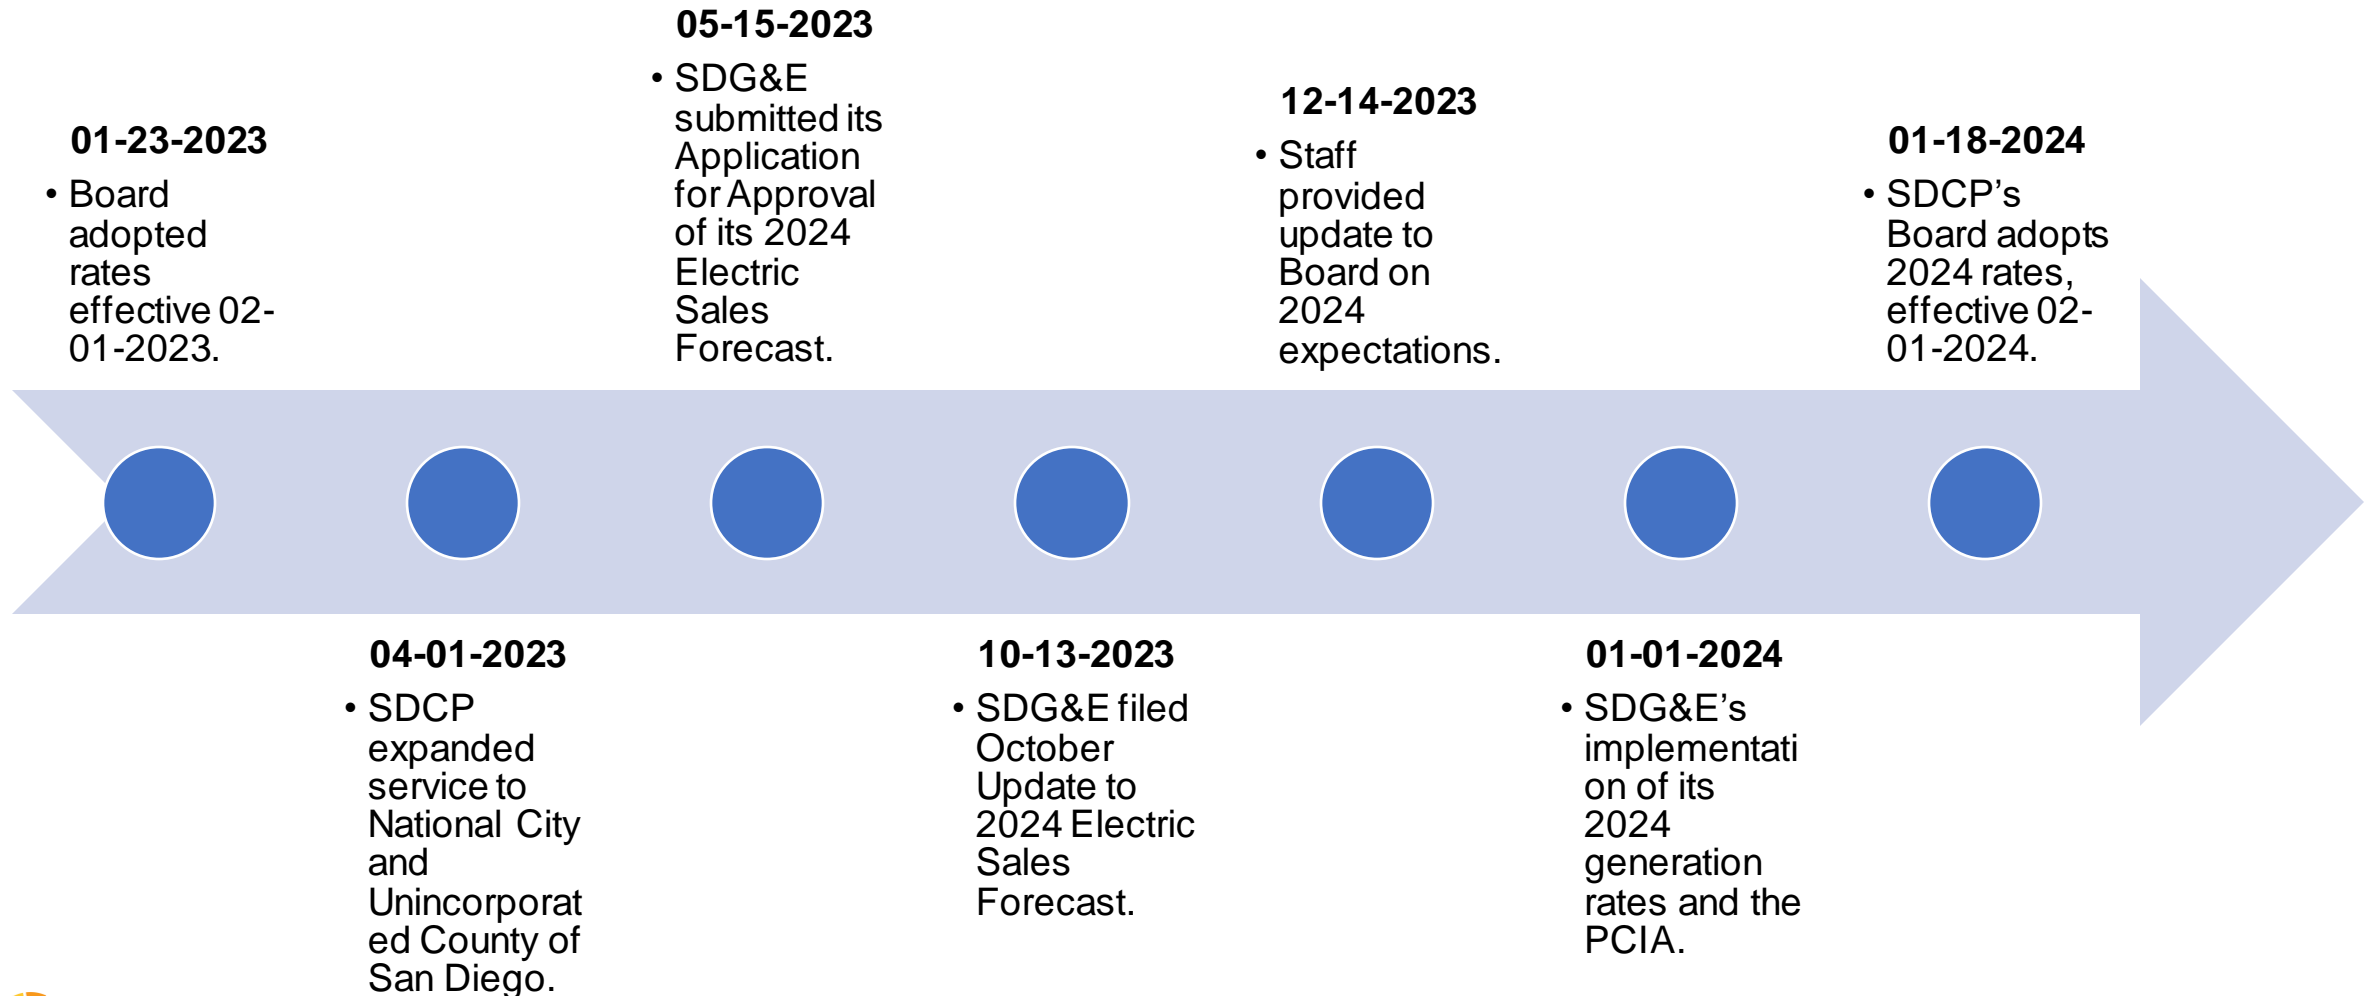 01-23-2023
• Board
adopted
rates
effective 02-
01-2023.
04-01-2023
• SDCP
expanded
service to
National City
and
Unincorporat
ed County of
San Diego.
05-15-2023
• SDG&E
submitted its
Application
for Approval
of its 2024
Electric
Sales
Forecast.
10-13-2023
• SDG&E filed
October
Update to
2024 Electric
Sales
Forecast.
12-14-2023
• Staff
provided
update to
Board on
2024
expectations.
01-01-2024
• SDG&E’s
implementati
on of its
2024
generation
rates and the
PCIA.
01-18-2024
• SDCP’s
Board adopts
2024 rates,
effective 02-
01-2024.